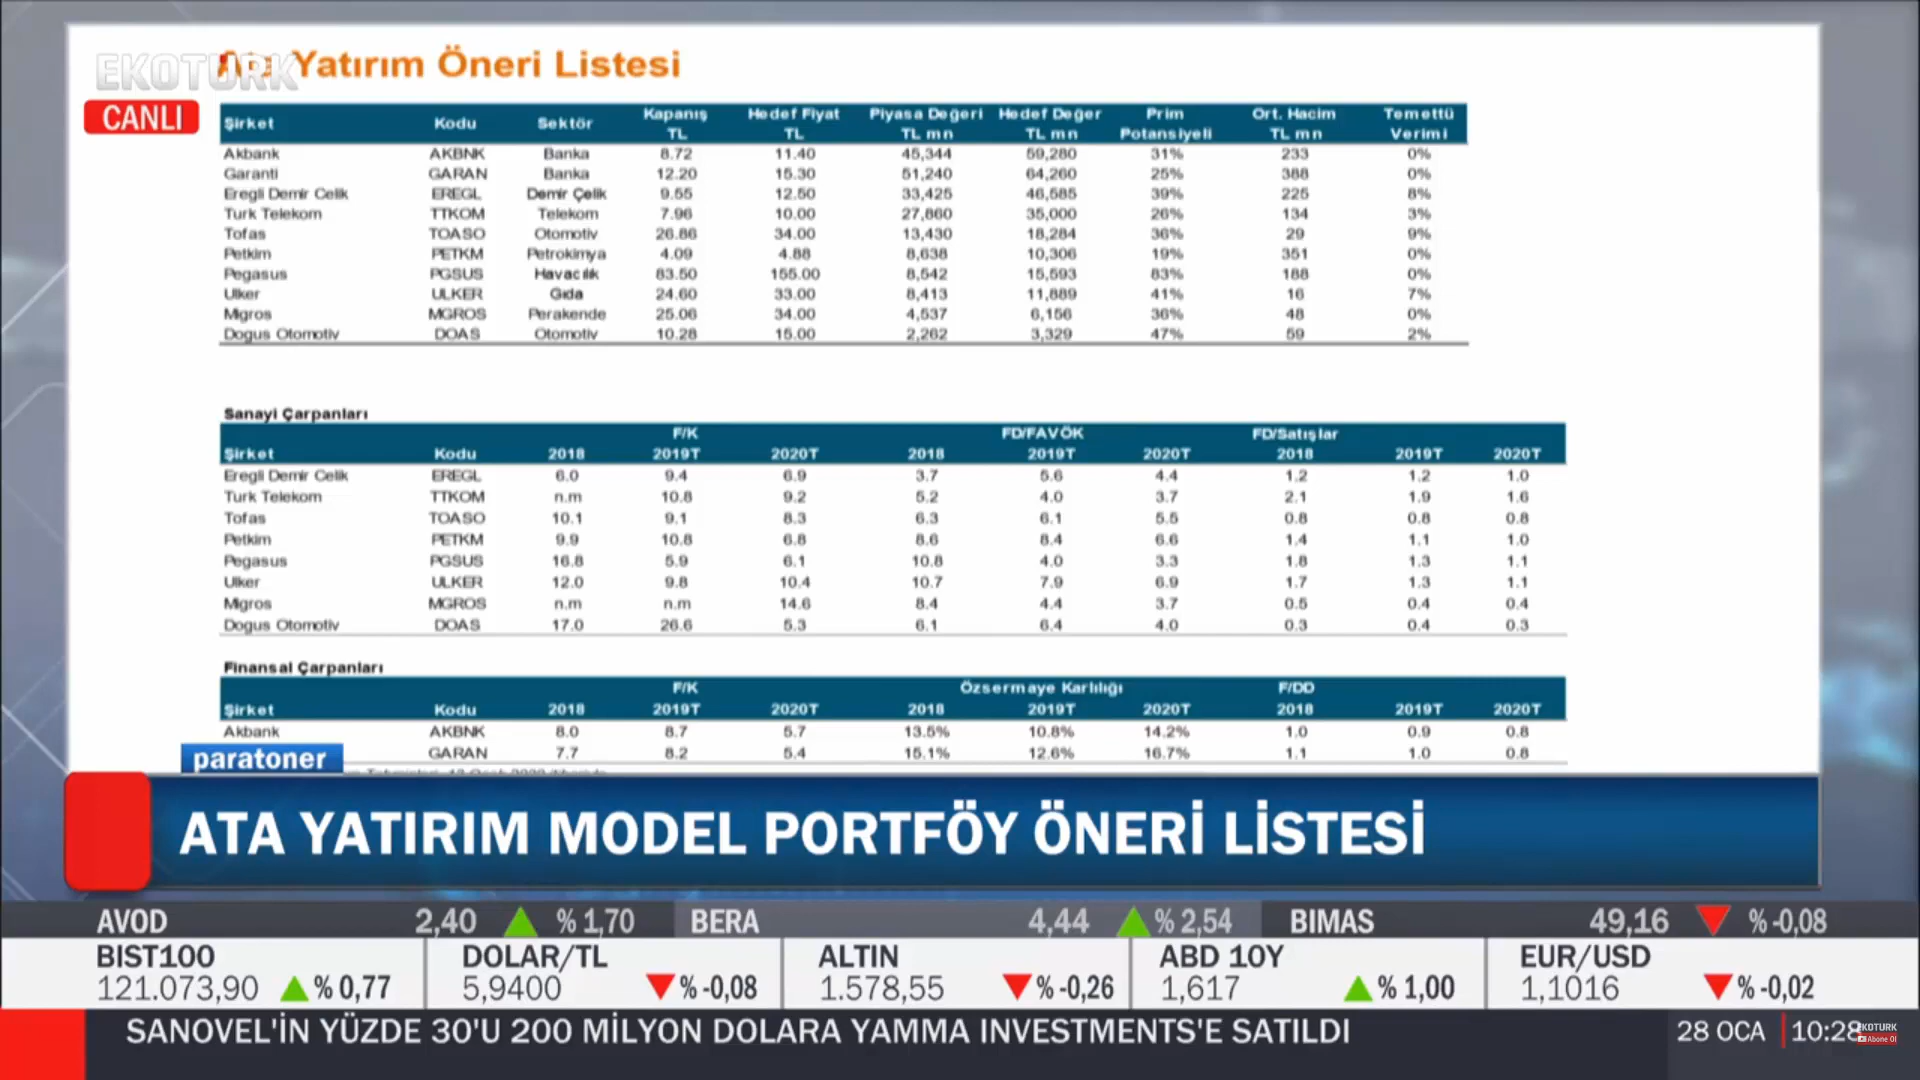 EKOTÜRK
Ata Yatırım Öneri Listesi
CANLI
Şirket Kodu Sektör Kapanış TL Hedef Fiyat TL Piyasa Değeri TL mn Hedef Değer TL mn Prim Potansiyeli Ort. Hacim TL mn Temettü Verimi
Akbank AKBNK Banka 8.72 11.40 45,344 59,280 31% 233 0%
Garanti GARAN Banka 12.20 15.30 51,240 64,260 25% 388 0%
Eregli Demir Celik EREGL Demir Çelik 9.55 12.50 33,425 46,585 39% 225 8%
Turk Telekom TTKOM Telekom 7.96 10.00 27,860 35,000 26% 134 3%
Tofas TOASO Otomotiv 26.86 34.00 13,430 18,284 36% 29 9%
Petkim PETKM Petrokimya 4.09 4.88 8,638 10,306 19% 351 0%
Pegasus PGSUS Havacılık 83.50 155.00 8,542 15,593 83% 188 0%
Ulker ULKER Gıda 24.60 33.00 8,413 11,889 41% 16 7%
Migros MGROS Perakende 25.06 34.00 4,537 6,156 36% 48 0%
Dogus Otomotiv DOAS Otomotiv 10.28 15.00 2,262 3,329 47% 59 2%
Sanayi Çarpanları
F/K FD/FAVÖK FD/Satışlar
Şirket Kodu 2018 2019T 2020T 2018 2019T 2020T 2018 2019T 2020T
Eregli Demir Celik EREGL 6.0 9.4 6.9 3.7 5.6 4.4 1.2 1.2 1.0
Turk Telekom TTKOM n.m 10.8 9.2 5.2 4.0 3.7 2.1 1.9 1.6
Tofas TOASO 10.1 9.1 8.3 6.3 6.1 5.5 0.8 0.8 0.8
Petkim PETKM 9.9 10.8 6.8 8.6 8.4 6.6 1.4 1.1 1.0
Pegasus PGSUS 16.8 5.9 6.1 10.8 4.0 3.3 1.8 1.3 1.1
Ulker ULKER 12.0 9.8 10.4 10.7 7.9 6.9 1.7 1.3 1.1
Migros MGROS n.m n.m 14.6 8.4 4.4 3.7 0.5 0.4 0.4
Dogus Otomotiv DOAS 17.0 26.6 5.3 6.1 6.4 4.0 0.3 0.4 0.3
Finansal Çarpanları
F/K Özsermaye Karlılığı F/DD
Şirket Kodu 2018 2019T 2020T 2018 2019T 2020T 2018 2019T 2020T
Akbank AKBNK 8.0 8.7 5.7 13.5% 10.8% 14.2% 1.0 0.9 0.8
GARAN 7.7 8.2 5.4 15.1% 12.6% 16.7% 1.1 1.0 0.8
paratoner
ATA YATIRIM MODEL PORTFÖY ÖNERİ LİSTESİ
AVOD 2,40 % 1,70 BERA 4,44 % 2,54 BIMAS 49,16 % -0,08
BIST100 DOLAR/TL ALTIN ABD 10Y EUR/USD
121.073,90 % 0,77 5,9400 % -0,08 1.578,55 % -0,26 1,617 % 1,00 1,1016 % -0,02
SANOVEL'İN YÜZDE 30'U 200 MİLYON DOLARA YAMMA INVESTMENTS'E SATILDI
28 OCA 10:28
EKOTURK
Abone Ol